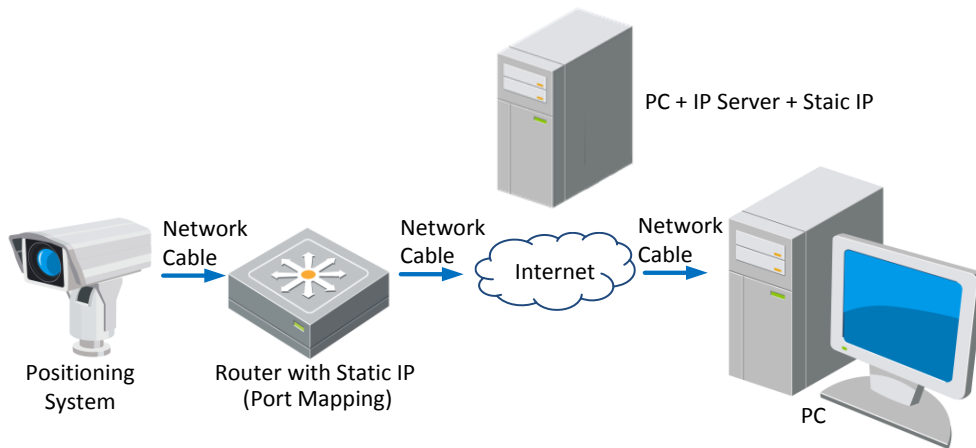 PC + IP Server + Staic IP
Network
Cable
Network
Cable
Network
Cable
Internet
Positioning
System
Router with Static IP
(Port Mapping)
PC